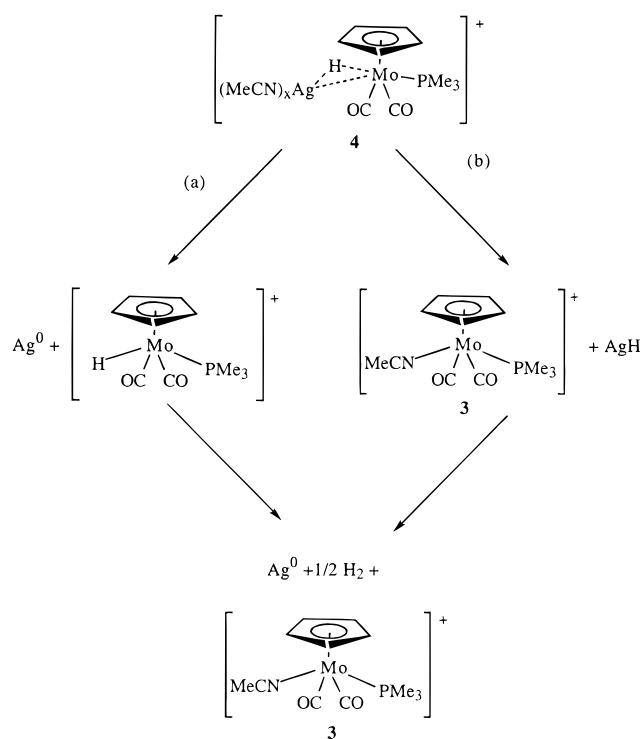 +
H
(MeCN)xAg
Mo
PMe3
OC CO
4
(a)
(b)
Ag0 +
+
Mo
H
PMe3
OC CO
+
MeCN
Mo
PMe3
OC CO
3
+ AgH
Ag0 +1/2 H2 +
+
MeCN
Mo
PMe3
OC CO
3